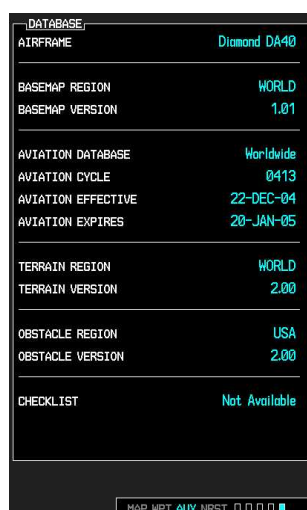 DATABASE
AIRFRAME Diamond DA40
BASEMAP REGION WORLD
BASEMAP VERSION 1.01
AVIATION DATABASE Worldwide
AVIATION CYCLE 0413
AVIATION EFFECTIVE 22-DEC-04
AVIATION EXPIRES 20-JAN-05
TERRAIN REGION WORLD
TERRAIN VERSION 2.00
OBSTACLE REGION USA
OBSTACLE VERSION 2.00
CHECKLIST Not Available
MAP WPT AUX NRST